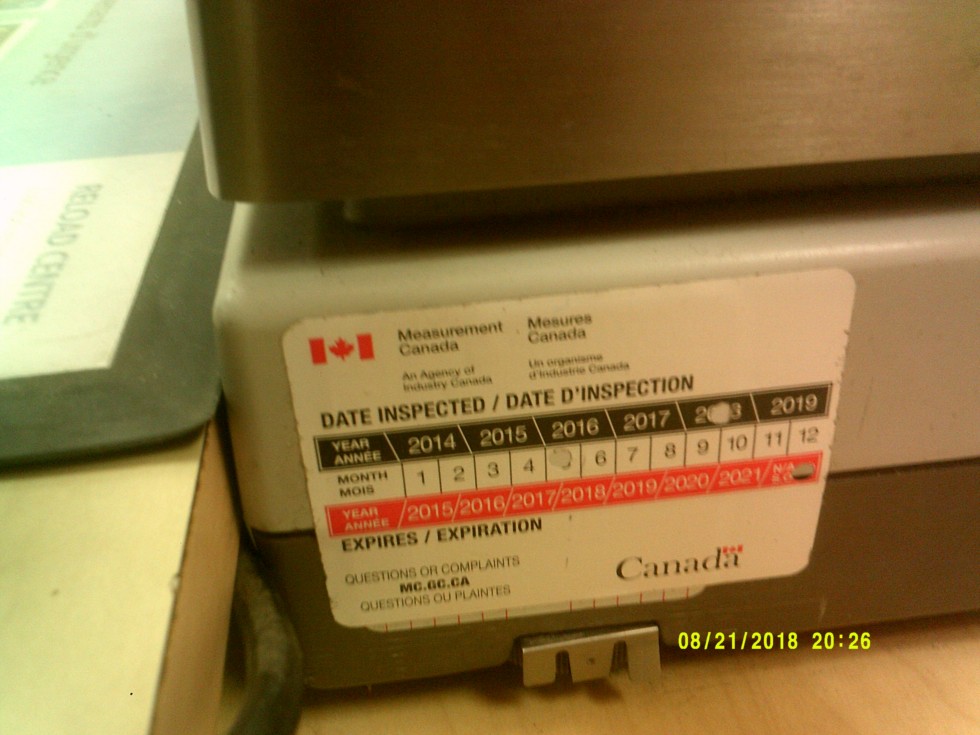 RELOAD CENTRE
Measurement Canada
Mesures Canada
An Agency of Industry Canada
Un organisme d'Industrie Canada
DATE INSPECTED / DATE D'INSPECTION
YEAR ANNÉE 2014 2015 2016 2017 2019
MONTH MOIS 1 2 3 4 6 7 8 9 10 11 12
YEAR ANNÉE 2015 2016 2017 2018 2019 2020 2021
EXPIRES / EXPIRATION
QUESTIONS OR COMPLAINTS
MC.GC.CA
QUESTIONS OU PLAINTES
Canada
08/21/2018 20:26